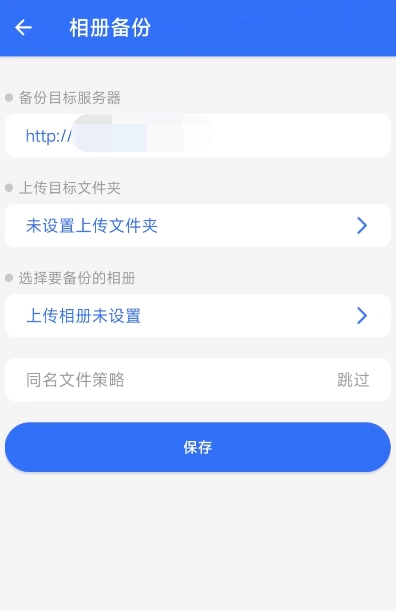 相册备份
备份目标服务器
http://
上传目标文件夹
未设置上传文件夹
选择要备份的相册
上传相册未设置
同名文件策略 跳过
保存